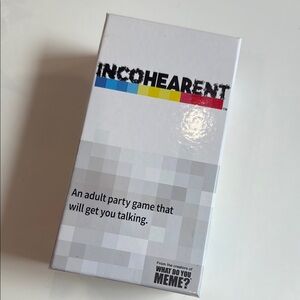 INCOHEARENT
An adult party game that
will get you talking.
From the creators of
WHAT DO YOU
MEME?